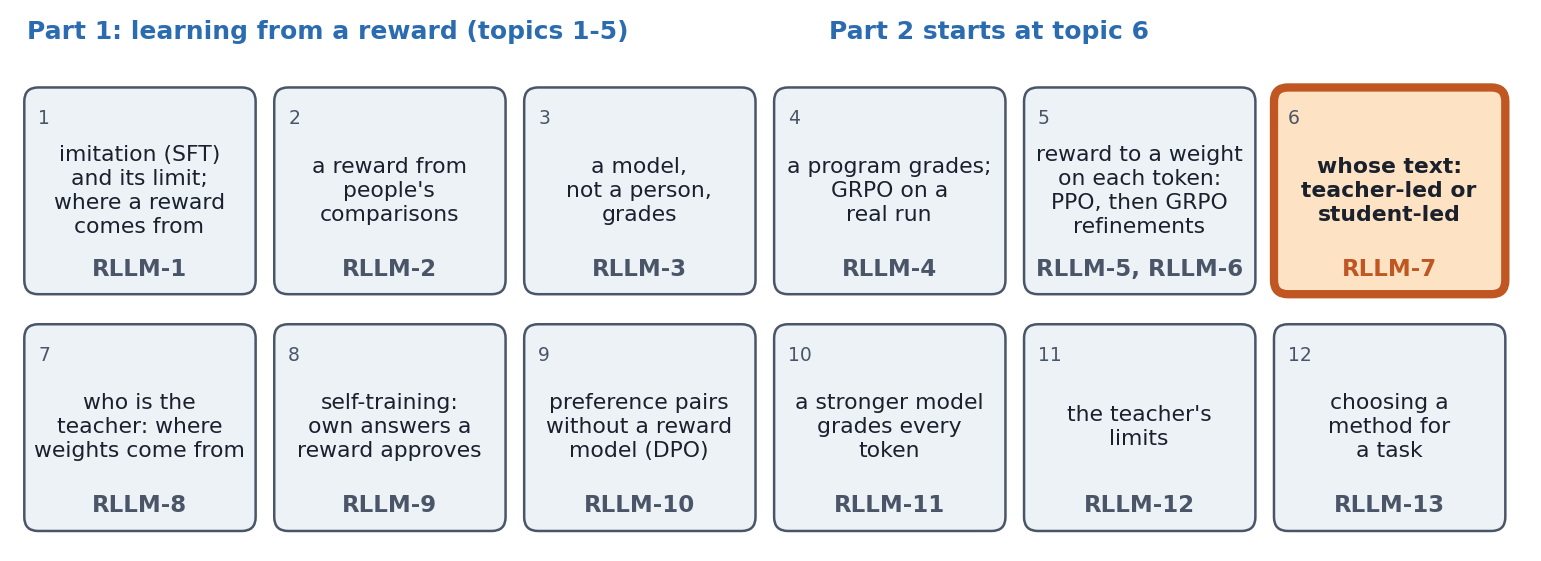 Part 1: learning from a reward (topics 1-5)
Part 2 starts at topic 6
1
imitation (SFT)
and its limit;
where a reward
comes from
RLLM-1
2
a reward from
people's
comparisons
RLLM-2
3
a model,
not a person,
grades
RLLM-3
4
a program grades;
GRPO on a
real run
RLLM-4
5
reward to a weight
on each token:
PPO, then GRPO
refinements
RLLM-5, RLLM-6
6
whose text:
teacher-led or
student-led
RLLM-7
7
who is the
teacher: where
weights come from
RLLM-8
8
self-training:
own answers a
reward approves
RLLM-9
9
preference pairs
without a reward
model (DPO)
RLLM-10
10
a stronger model
grades every
token
RLLM-11
11
the teacher's
limits
RLLM-12
12
choosing a
method for
a task
RLLM-13